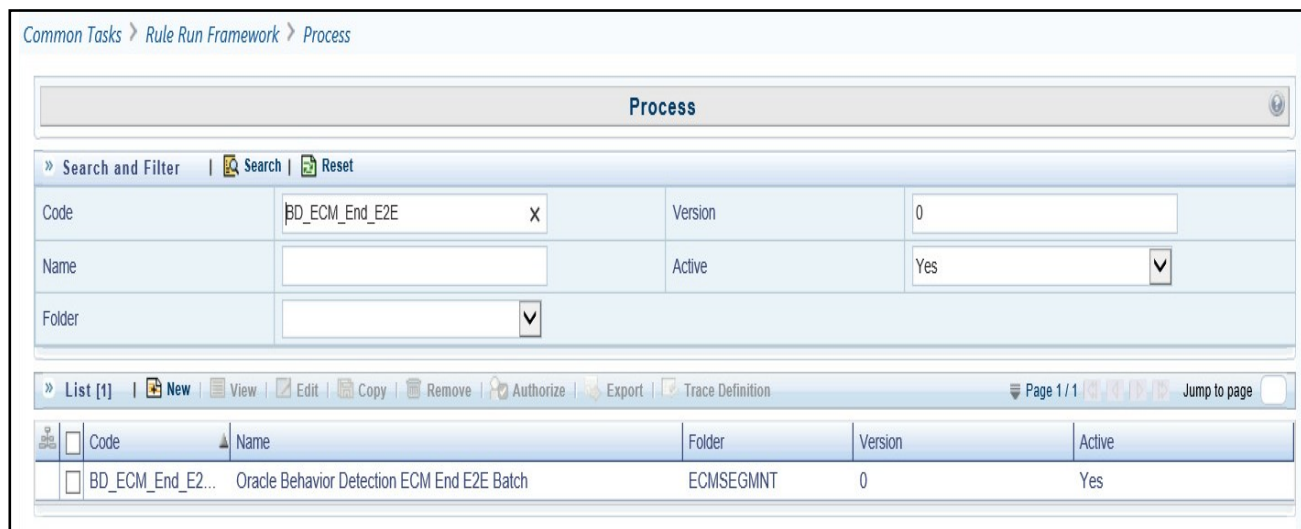 Common Tasks > Rule Run Framework > Process
Process
» Search and Filter | Search | Reset
Code BD_ECM_End_E2E X Version 0
Name Active Yes
Folder
» List [1] | New | View | Edit | Copy | Remove | Authorize | Export | Trace Definition Page 1 / 1 Jump to page
Code Name Folder Version Active
BD_ECM_End_E2... Oracle Behavior Detection ECM End E2E Batch ECMSEGMNT 0 Yes